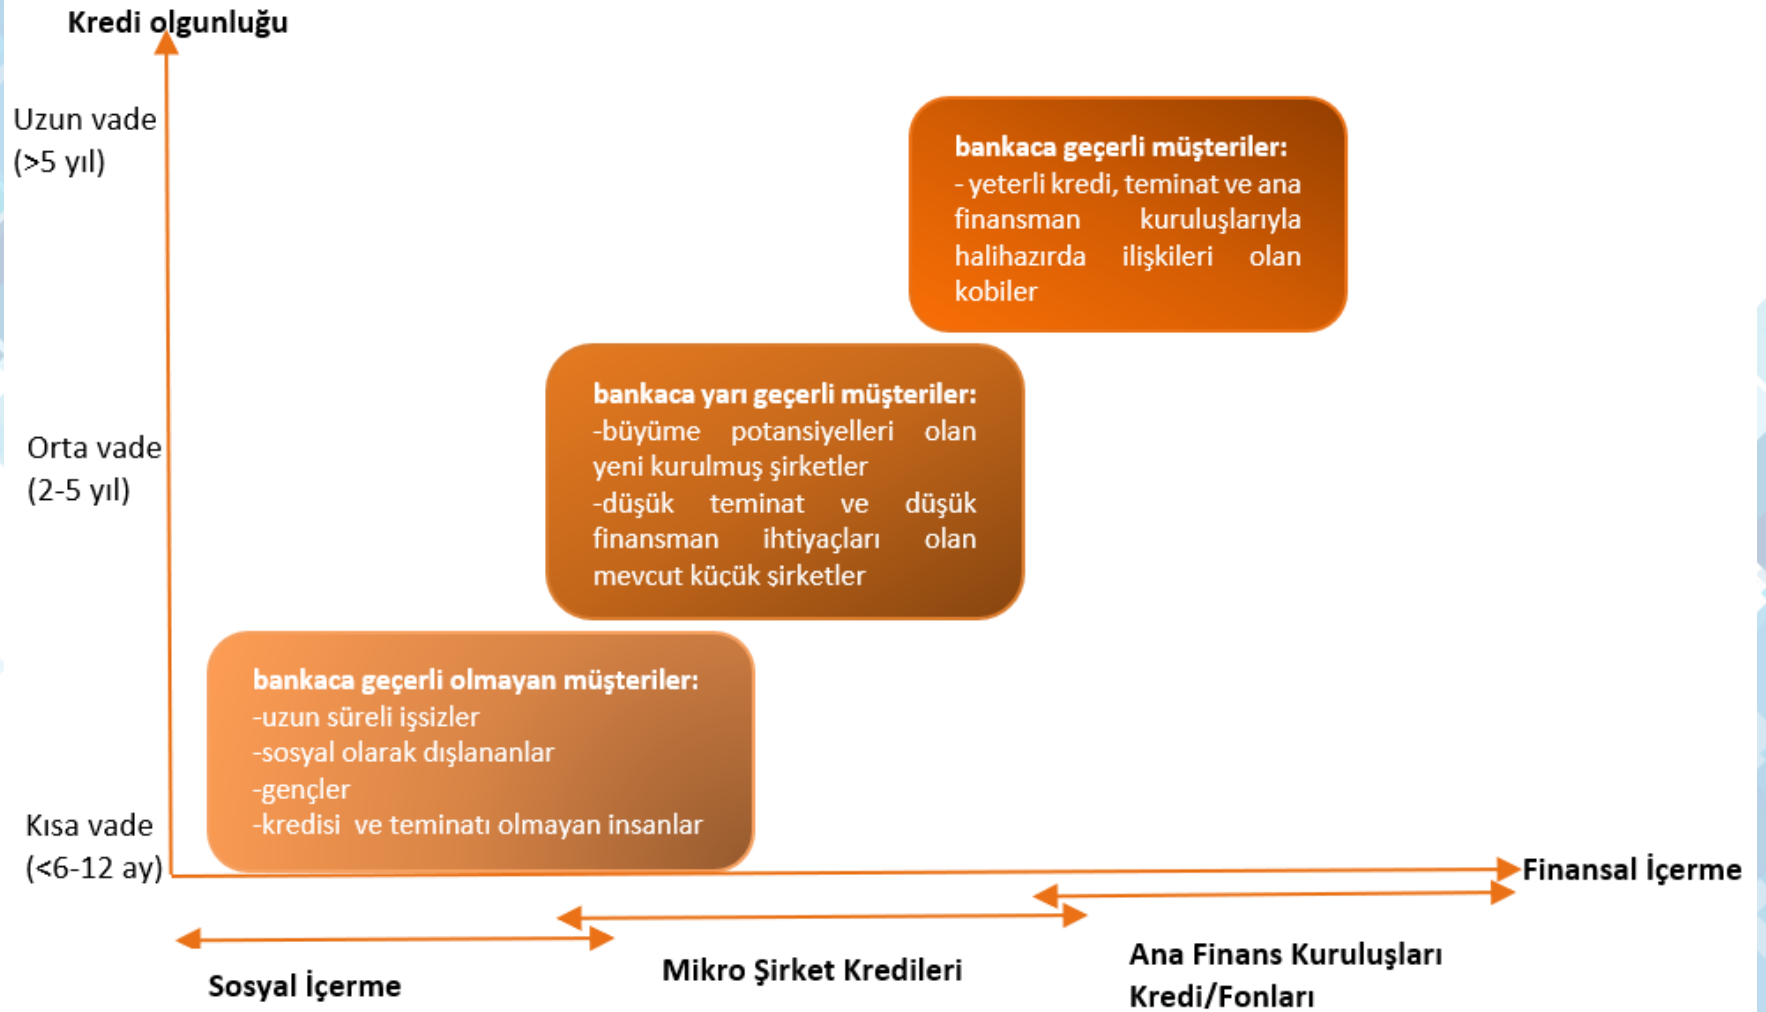 Kredi olgunluğu
Uzun vade
(>5 yıl)
bankaca geçerli müşteriler:
- yeterli kredi, teminat ve ana
finansman kuruluşlarıyla
halihazırda ilişkileri olan
kobiler
bankaca yarı geçerli müşteriler:
-büyüme potansiyelleri olan
yeni kurulmuş şirketler
-düşük teminat ve düşük
finansman ihtiyaçları olan
mevcut küçük şirketler
Orta vade
(2-5 yıl)
bankaca geçerli olmayan müşteriler:
-uzun süreli işsizler
-sosyal olarak dışlananlar
-gençler
-kredisi ve teminatı olmayan insanlar
Kısa vade
(<6-12 ay)
Finansal İçerme
Sosyal İçerme
Mikro Şirket Kredileri
Ana Finans Kuruluşları
Kredi/Fonları